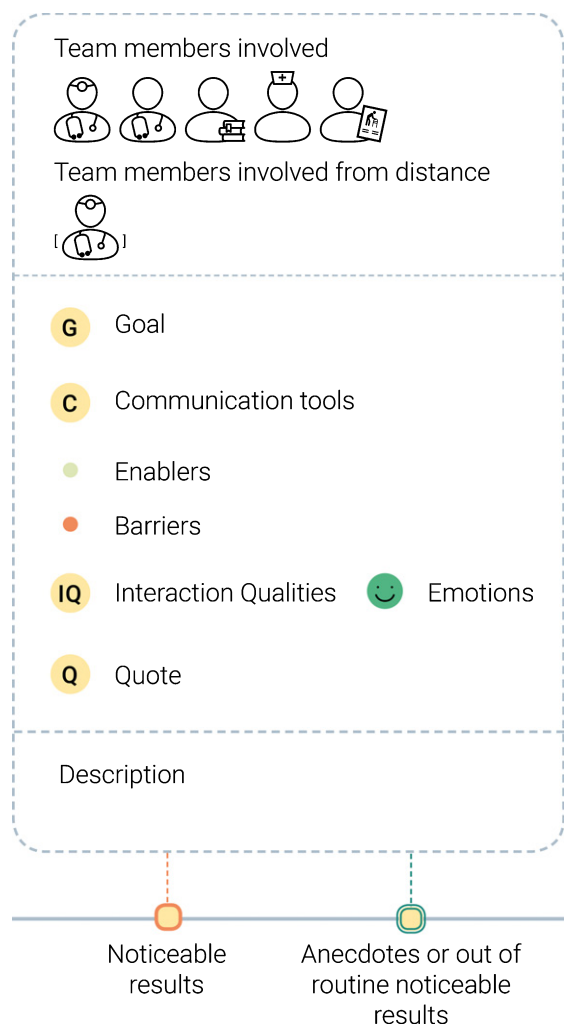 Team members involved
Team members involved from distance
[ ]
G Goal
C Communication tools
Enablers
Barriers
IQ Interaction Qualities Emotions
Q Quote
Description
Noticeable
results
Anecdotes or out of
routine noticeable
results